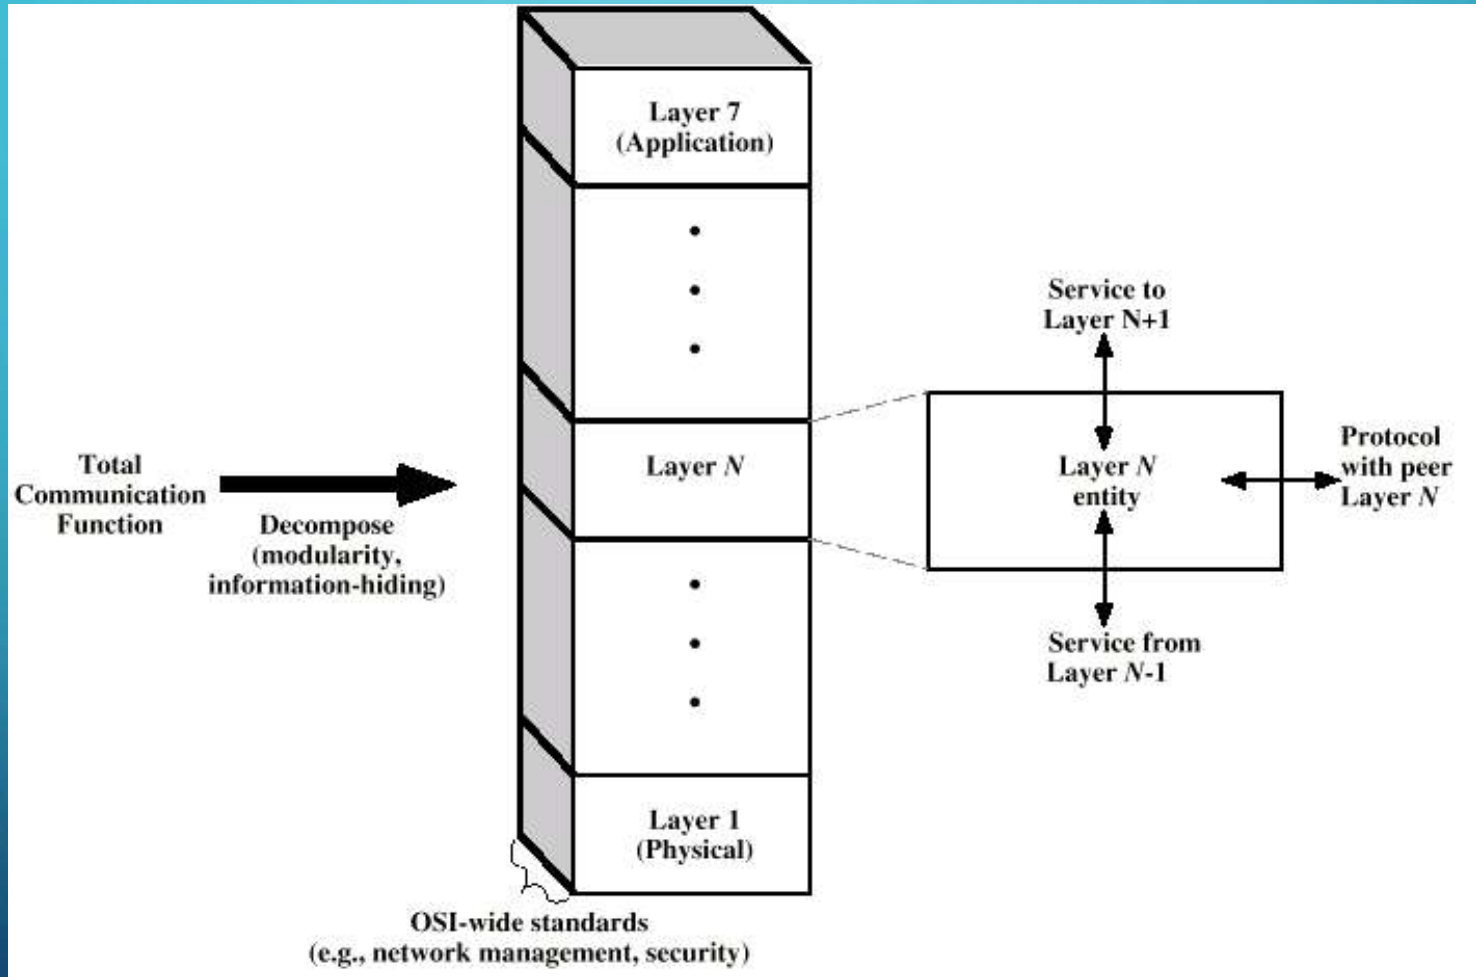 Layer 7
(Application)
•
•
•
Layer N
•
•
•
Layer 1
(Physical)
Total
Communication
Function
Decompose
(modularity,
information-hiding)
Service to
Layer N+1
Layer N
entity
Protocol
with peer
Layer N
Service from
Layer N-1
OSI-wide standards
(e.g., network management, security)